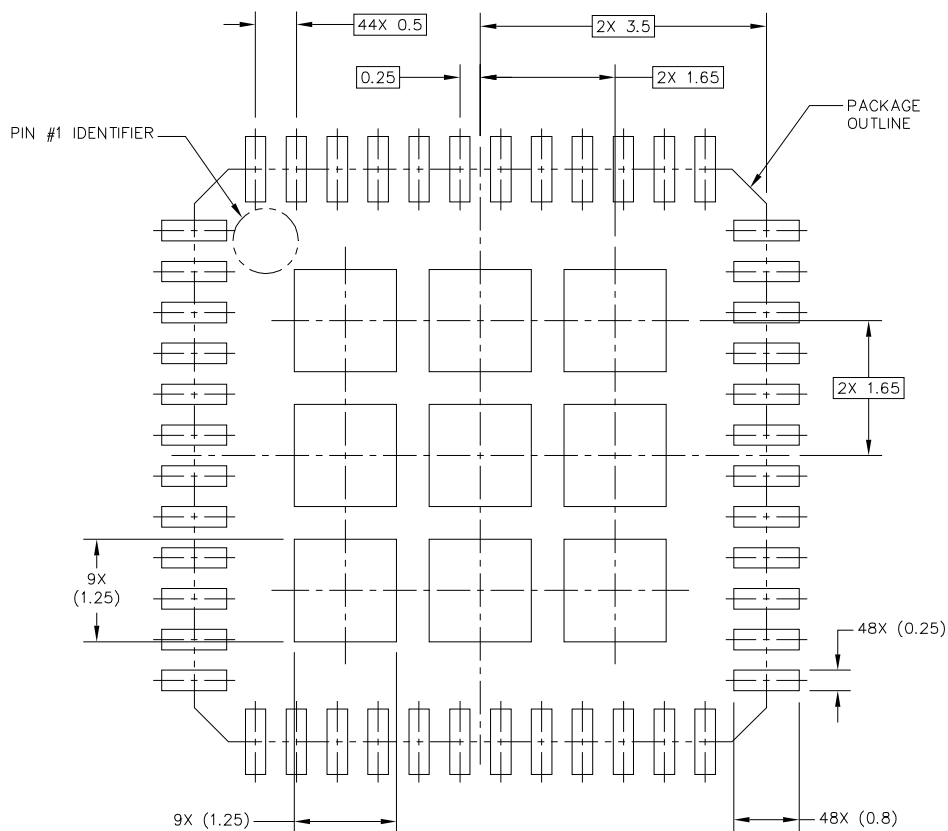 44X 0.5
2X 3.5
0.25
2X 1.65
PIN #1 IDENTIFIER
PACKAGE
OUTLINE
2X 1.65
9X
(1.25)
48X (0.25)
9X (1.25)
48X (0.8)